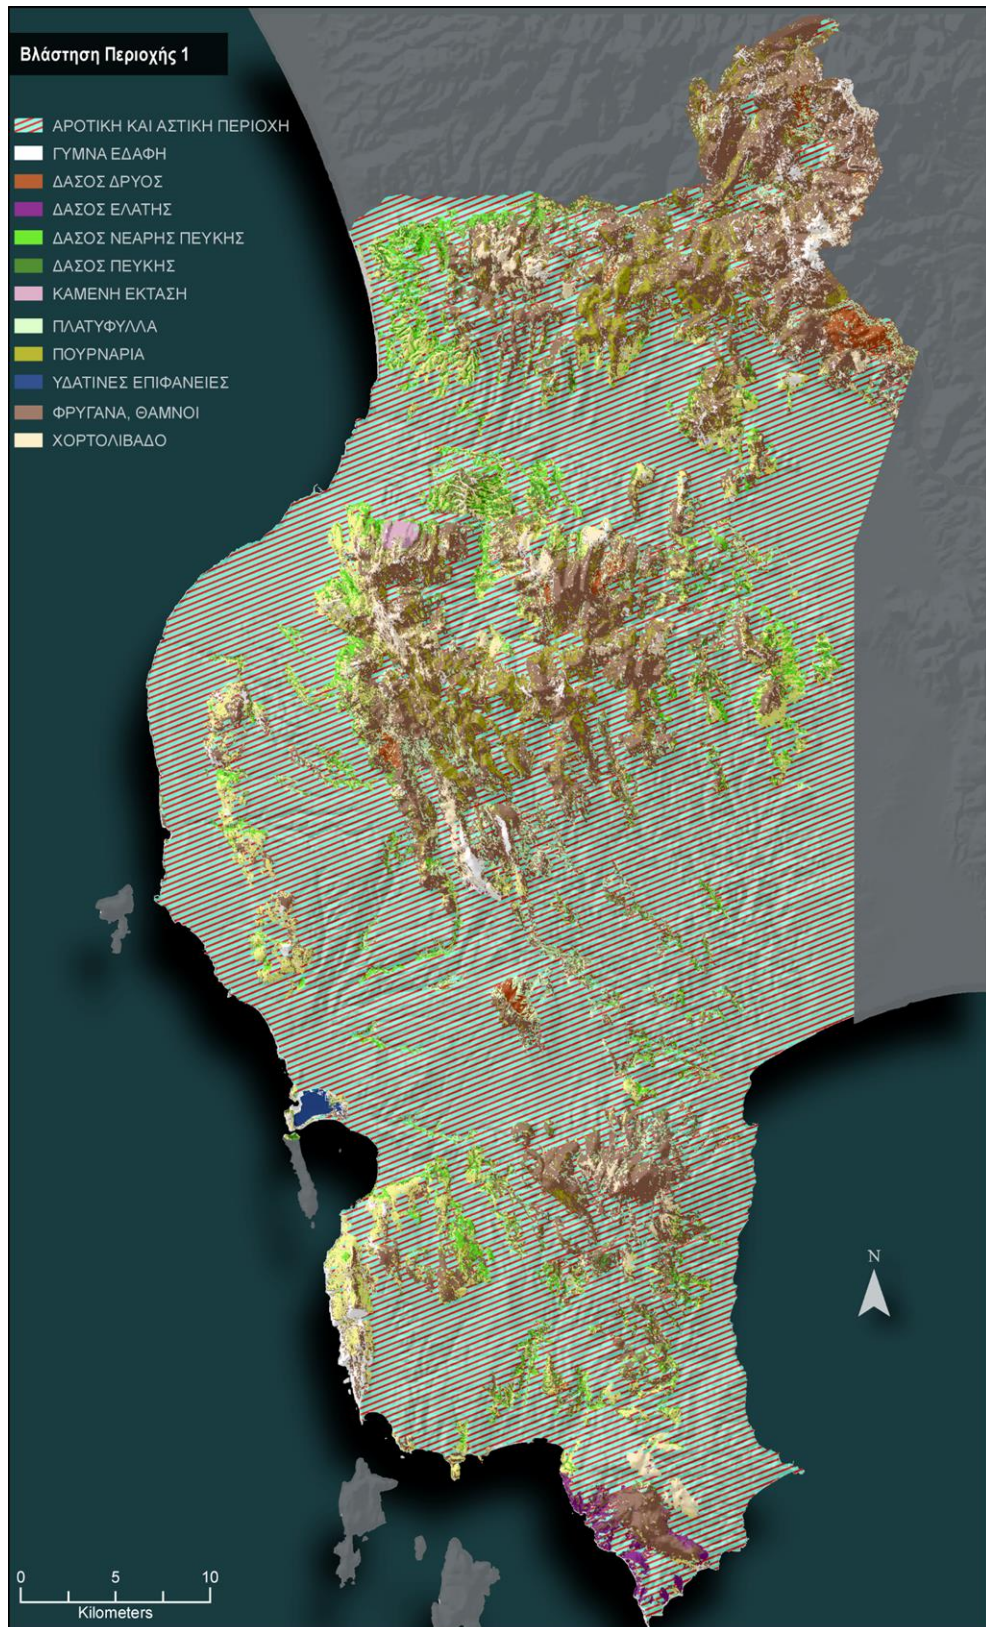 Βλάστηση Περιοχής 1
ΑΡΟΤΙΚΗ ΚΑΙ ΑΣΤΙΚΗ ΠΕΡΙΟΧΗ
ΓΥΜΝΑ ΕΔΑΦΗ
ΔΑΣΟΣ ΔΡΥΟΣ
ΔΑΣΟΣ ΕΛΑΤΗΣ
ΔΑΣΟΣ ΝΕΑΡΗΣ ΠΕΥΚΗΣ
ΔΑΣΟΣ ΠΕΥΚΗΣ
ΚΑΜΕΝΗ ΕΚΤΑΣΗ
ΠΛΑΤΥΦΥΛΛΑ
ΠΟΥΡΝΑΡΙΑ
ΥΔΑΤΙΝΕΣ ΕΠΙΦΑΝΕΙΕΣ
ΦΡΥΓΑΝΑ, ΘΑΜΝΟΙ
ΧΟΡΤΟΛΙΒΑΔΟ
N
0 5 10
Kilometers